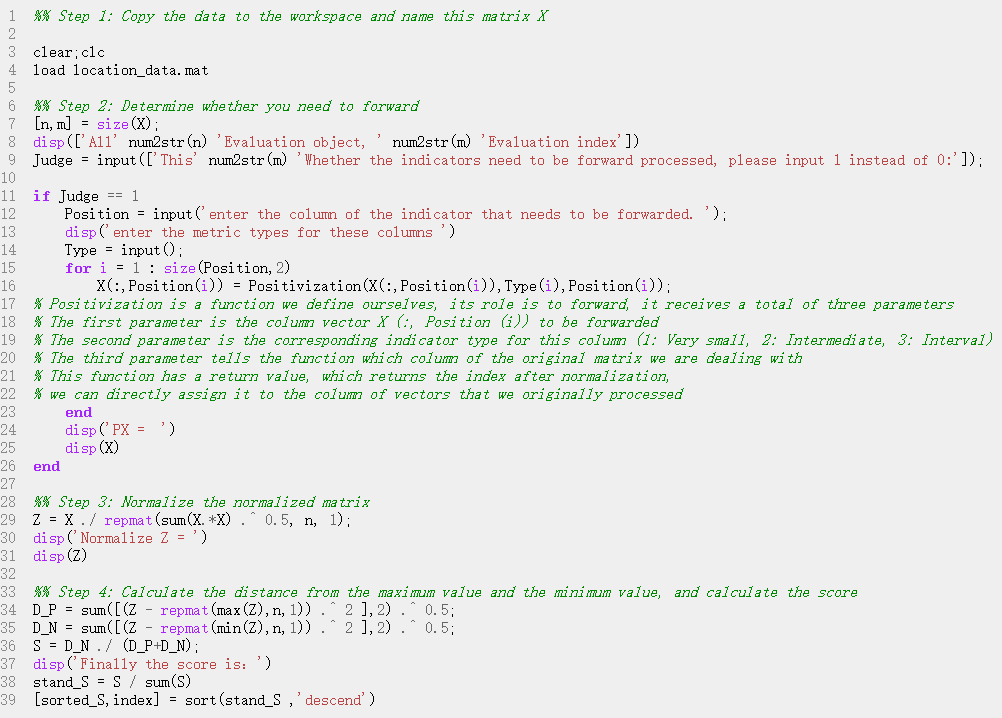 1 %% Step 1: Copy the data to the workspace and name this matrix X
2
3 clear;clc
4 load location_data.mat
5
6 %% Step 2: Determine whether you need to forward
7 [n,m] = size(X);
8 disp(['All' num2str(n) 'Evaluation object, ' num2str(m) 'Evaluation index'])
9 Judge = input(['This' num2str(m) 'Whether the indicators need to be forward processed, please input 1 instead of 0:']);
10
11 if Judge == 1
12     Position = input('enter the column of the indicator that needs to be forwarded. ');
13     disp('enter the metric types for these columns ')
14     Type = input();
15     for i = 1 : size(Position,2)
16         X(:,Position(i)) = Positivization(X(:,Position(i)),Type(i),Position(i));
17 % Positivization is a function we define ourselves, its role is to forward, it receives a total of three parameters
18 % The first parameter is the column vector X (:, Position (i)) to be forwarded
19 % The second parameter is the corresponding indicator type for this column (1: Very small, 2: Intermediate, 3: Interval)
20 % The third parameter tells the function which column of the original matrix we are dealing with
21 % This function has a return value, which returns the index after normalization,
22 % we can directly assign it to the column of vectors that we originally processed
23     end
24     disp('PX =  ')
25     disp(X)
26 end
27
28 %% Step 3: Normalize the normalized matrix
29 Z = X ./ repmat(sum(X.*X) .^ 0.5, n, 1);
30 disp('Normalize Z = ')
31 disp(Z)
32
33 %% Step 4: Calculate the distance from the maximum value and the minimum value, and calculate the score
34 D_P = sum([(Z - repmat(max(Z),n,1)) .^ 2 ],2) .^ 0.5;
35 D_N = sum([(Z - repmat(min(Z),n,1)) .^ 2 ],2) .^ 0.5;
36 S = D_N ./ (D_P+D_N);
37 disp('Finally the score is: ')
38 stand_S = S / sum(S)
39 [sorted_S,index] = sort(stand_S ,'descend')